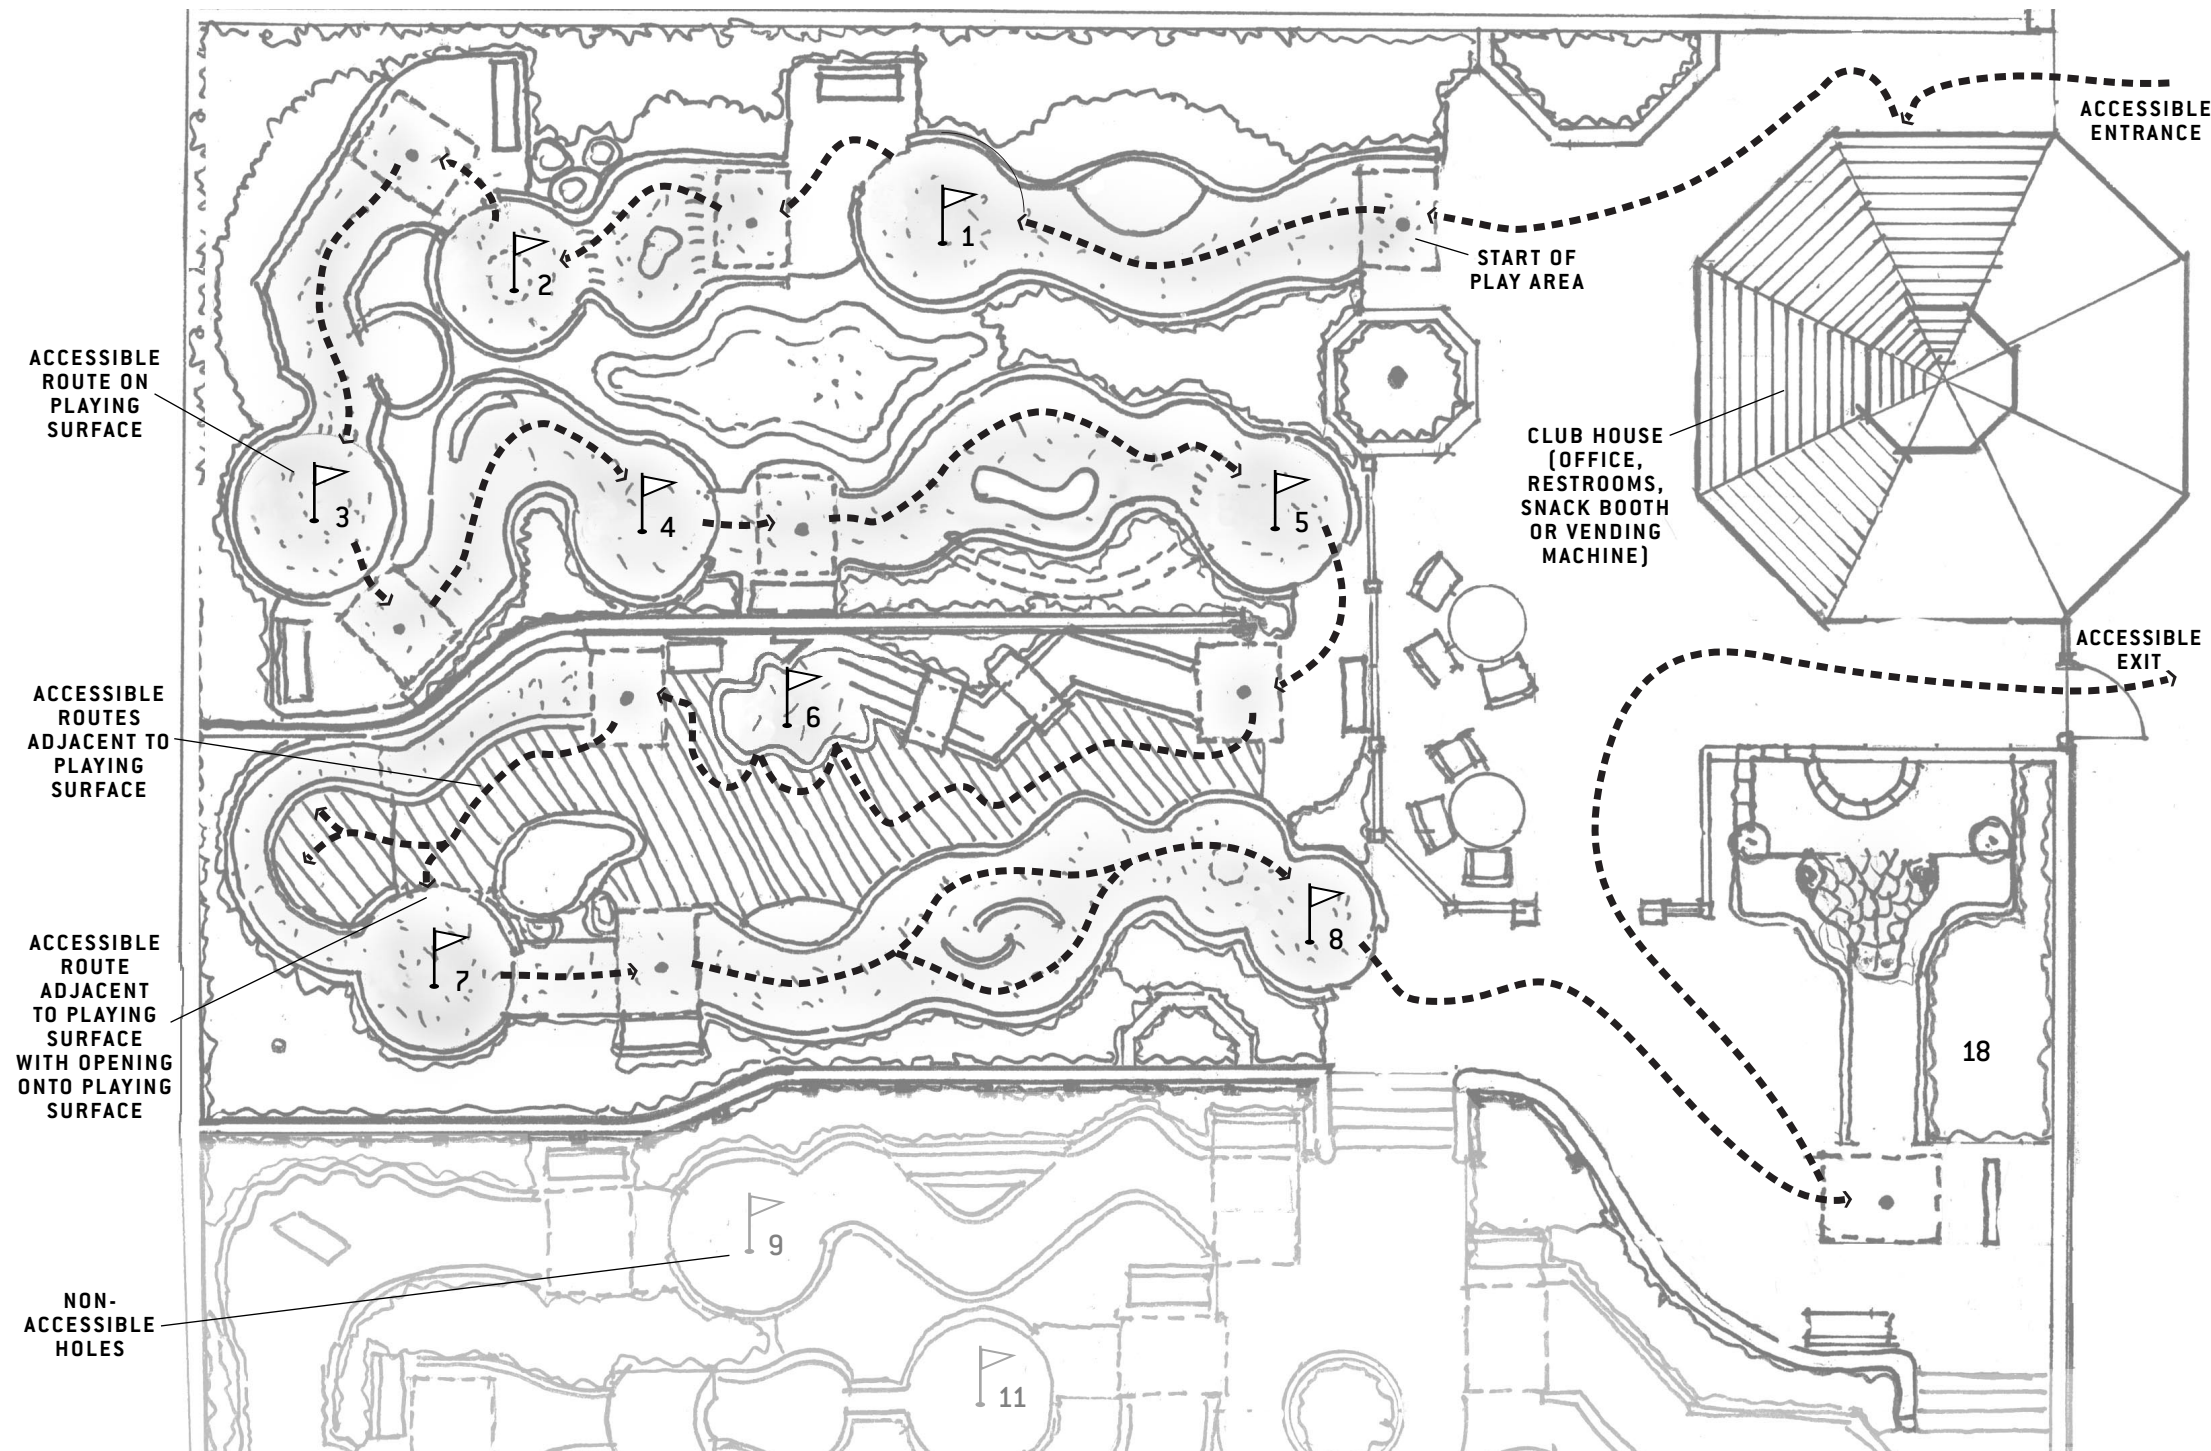 ACCESSIBLE
ENTRANCE
1
START OF
PLAY AREA
2
ACCESSIBLE
ROUTE ON
PLAYING
SURFACE
3
4
5
CLUB HOUSE
(OFFICE,
RESTROOMS,
SNACK BOOTH
OR VENDING
MACHINE)
ACCESSIBLE
EXIT
ACCESSIBLE
ROUTES
ADJACENT TO
PLAYING
SURFACE
6
7
8
ACCESSIBLE
ROUTE
ADJACENT
TO PLAYING
SURFACE
WITH OPENING
ONTO PLAYING
SURFACE
18
9
NON-
ACCESSIBLE
HOLES
11